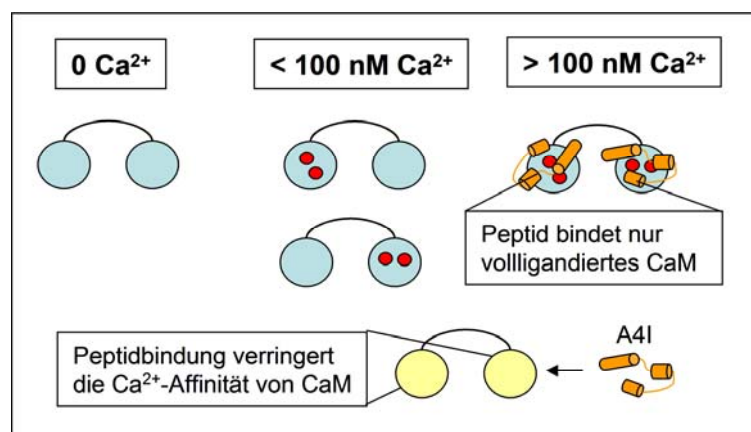 0 Ca²⁺
< 100 nM Ca²⁺
> 100 nM Ca²⁺
Peptid bindet nur
vollligandiertes CaM
A4I
Peptidbindung verringert
die Ca²⁺-Affinität von CaM